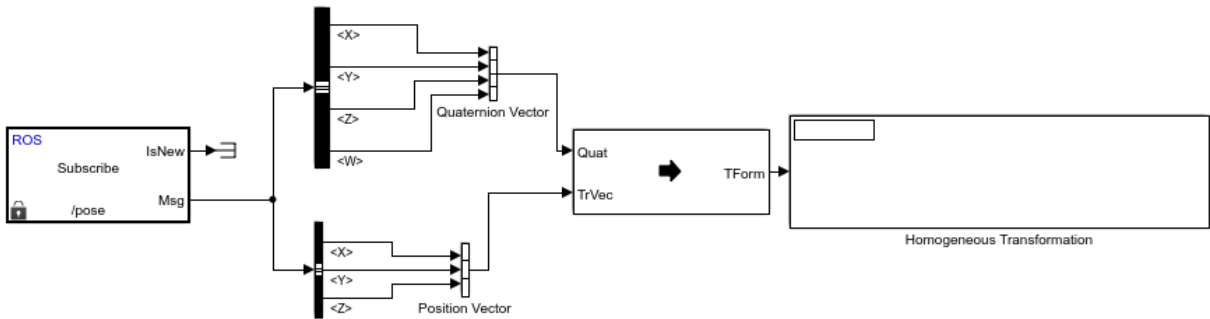 <X>
<Y>
<Z>
<W>
Quaternion Vector
ROS
Subscribe
/pose
IsNew
Msg
<X>
<Y>
<Z>
Position Vector
Quat
TrVec
TForm
Homogeneous Transformation